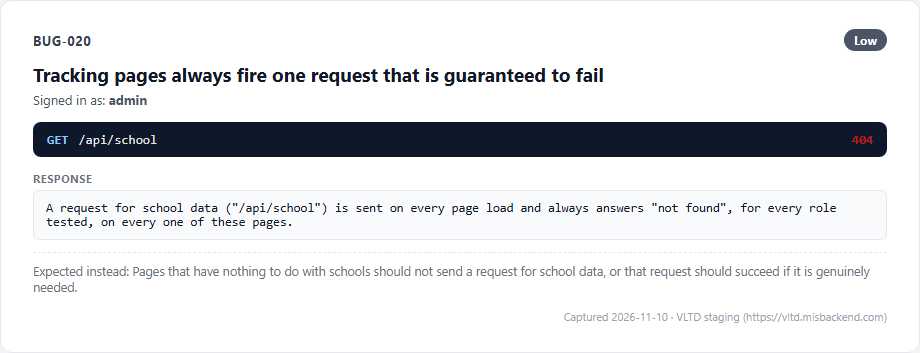 BUG-020
Low
Tracking pages always fire one request that is guaranteed to fail
Signed in as: admin
GET /api/school
404
RESPONSE
A request for school data ("/api/school") is sent on every page load and always answers "not found", for every role
tested, on every one of these pages.
Expected instead: Pages that have nothing to do with schools should not send a request for school data, or that request should succeed if it is genuinely
needed.
Captured 2026-11-10 · VLTD staging (https://vltd.misbackend.com)